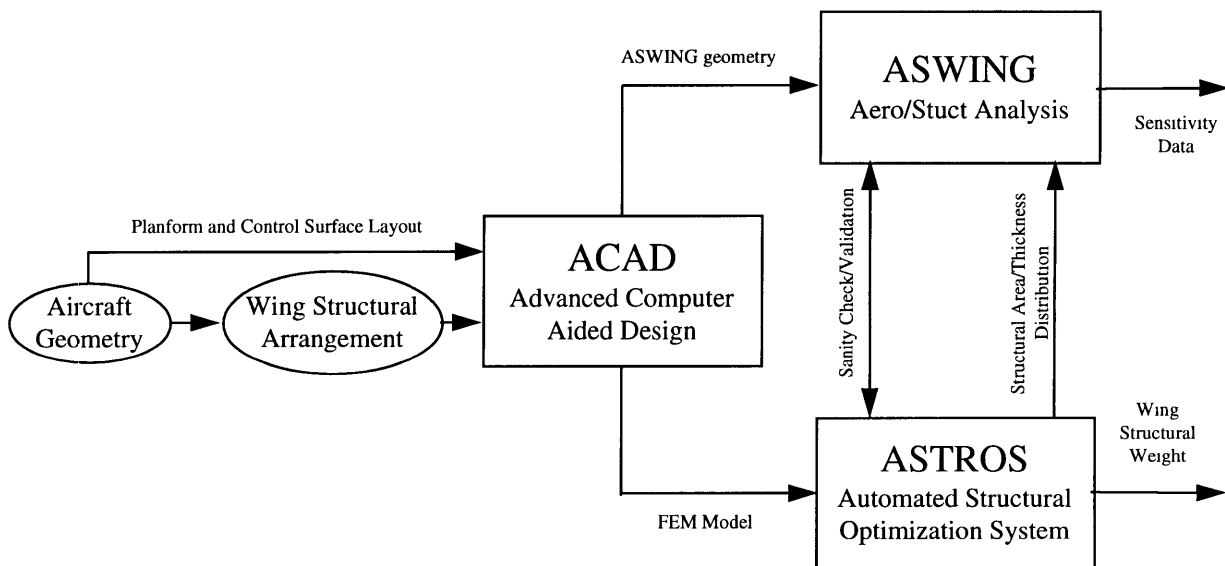 ASWING geometry
ASWING
Aero/Stuct Analysis
Sensitivity
Data
Planform and Control Surface Layout
ACAD
Advanced Computer
Aided Design
Aircraft
Geometry
Wing Structural
Arrangement
Sanity Check/Validation
Structural Area/Thickness
Distribution
Wing
Structural
Weight
ASTROS
Automated Structural
Optimization System
FEM Model